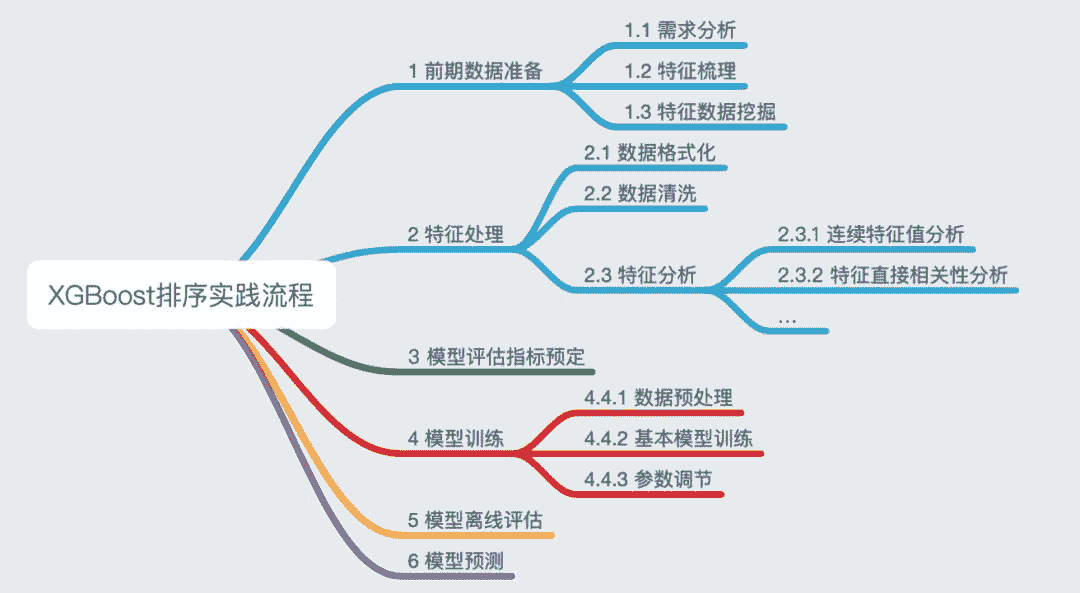 XGBoost排序实践流程
1 前期数据准备
1.1 需求分析
1.2 特征梳理
1.3 特征数据挖掘
2 特征处理
2.1 数据格式化
2.2 数据清洗
2.3 特征分析
2.3.1 连续特征值分析
2.3.2 特征直接相关性分析
...
3 模型评估指标预定
4 模型训练
4.4.1 数据预处理
4.4.2 基本模型训练
4.4.3 参数调节
5 模型离线评估
6 模型预测